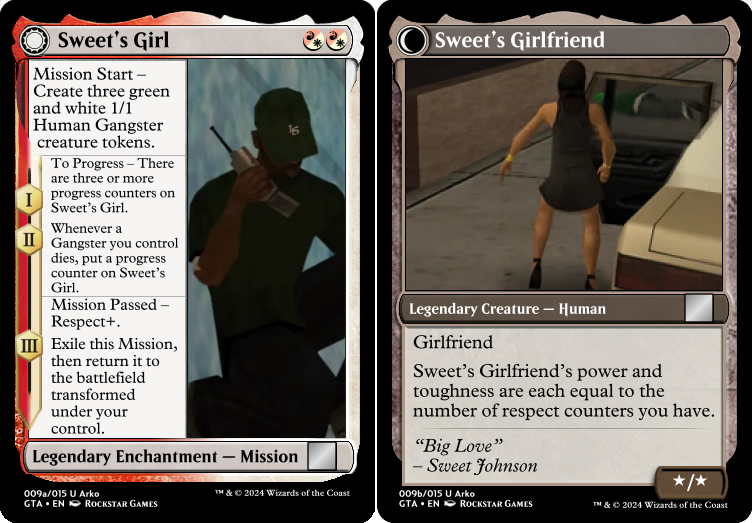 Sweet's Girl
Mission Start –
Create three green
and white 1/1
Human Gangster
creature tokens.
To Progress – There
are three or more
progress counters on
Sweet's Girl.
I
II
Whenever a
Gangster you control
dies, put a progress
counter on Sweet's
Girl.
Mission Passed –
Respect+.
III
Exile this Mission,
then return it to
the battlefield
transformed
under your
control.
LS
Legendary Enchantment — Mission
009a/015 U Arko
GTA • EN Rockstar Games
™ & © 2024 Wizards of the Coast
Sweet's Girlfriend
Legendary Creature — Human
Girlfriend
Sweet's Girlfriend's power and
toughness are each equal to the
number of respect counters you have.
“Big Love”
– Sweet Johnson
★/★
009b/015 U Arko
GTA • EN Rockstar Games
™ & © 2024 Wizards of the Coast